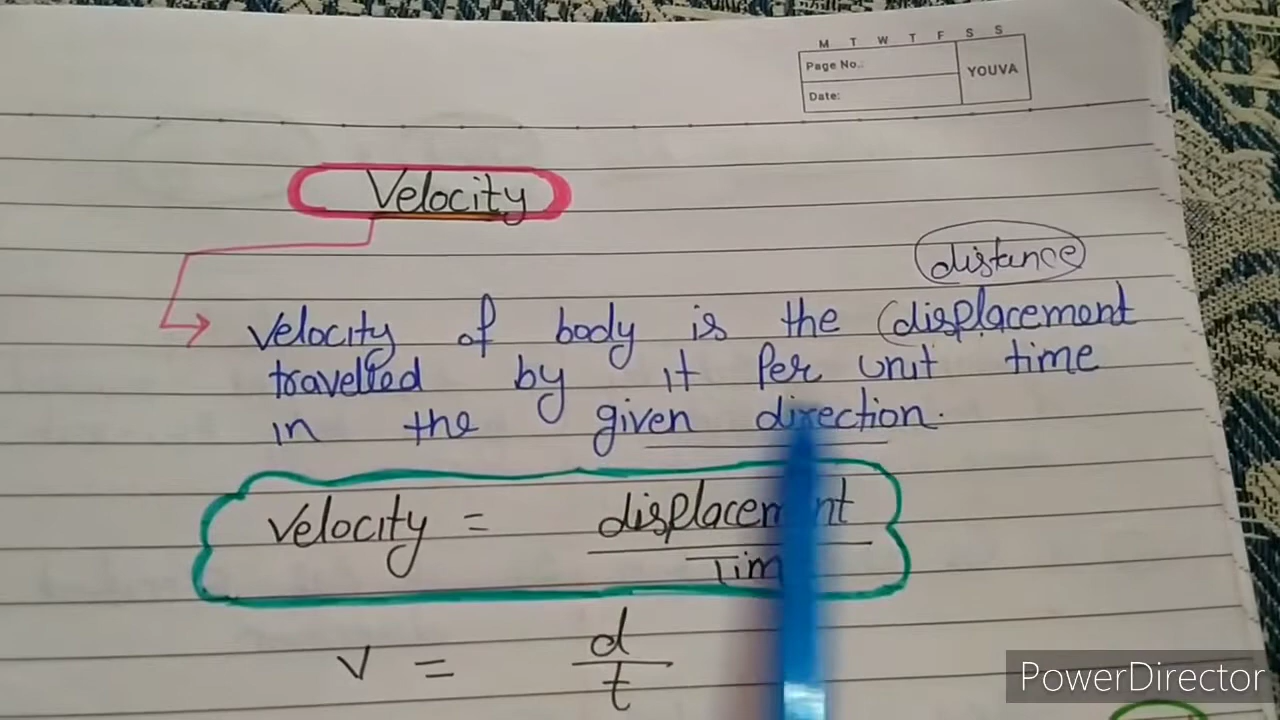 M T W T F S S
Page No.:
YOUVA
Date:
Velocity
distance
Velocity of body is the (displacement
travelled by it Per unit time
in the given direction.
Velocity = displacement
Tim
v = d
t
PowerDirector